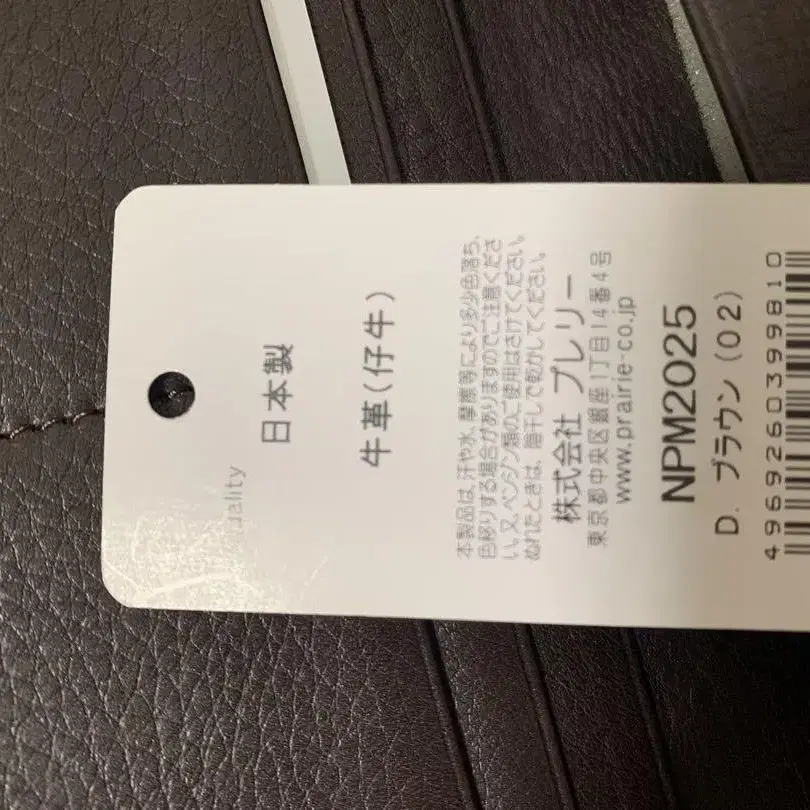 uality
日本製
牛革(仔牛)
本製品は、汗や水、摩擦等により多少色落ち、
色移りする場合がありますのでご注意くださ
い。又、ベンジン類のご使用はさけてください。
ぬれたときは、陰干しで乾かしてください。
株式会社 プレリー
東京都中央区銀座1丁目14番4号
www.prairie-co.jp
NPM2025
D. ブラウン(02)
4969260399810